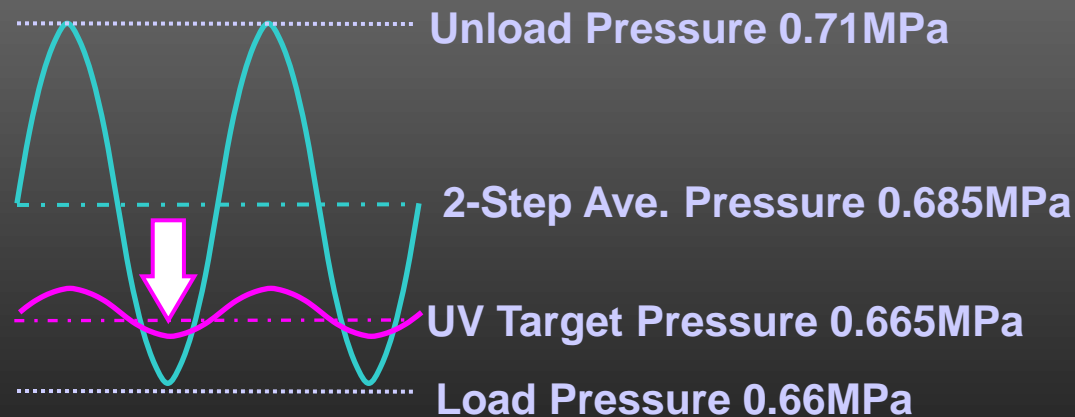 Unload Pressure 0.71MPa
2-Step Ave. Pressure 0.685MPa
UV Target Pressure 0.665MPa
Load Pressure 0.66MPa